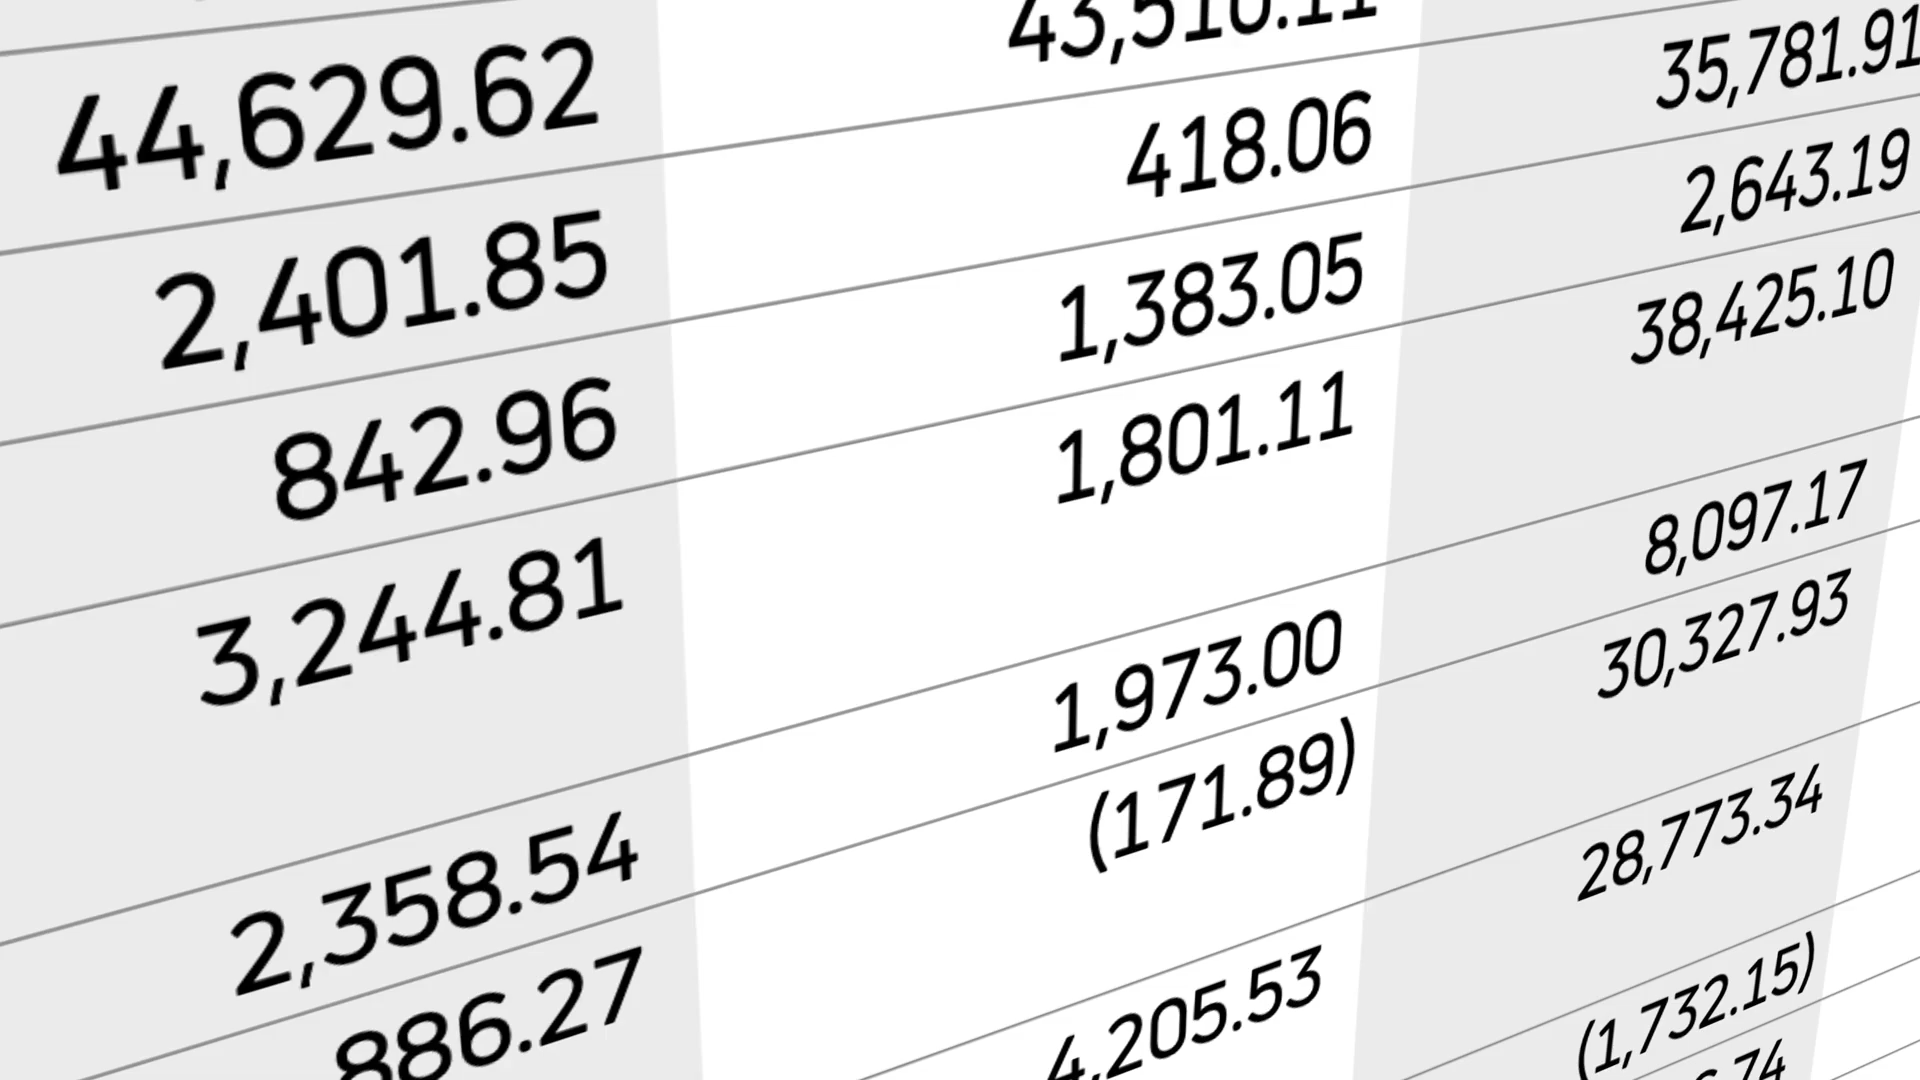 44,629.62
2,401.85 418.06 35,781.91
842.96 1,383.05 2,643.19
3,244.81 1,801.11 38,425.10
2,358.54 1,973.00 8,097.17
886.27 (171.89) 30,327.93
4,205.53 28,773.34
(1,732.15)